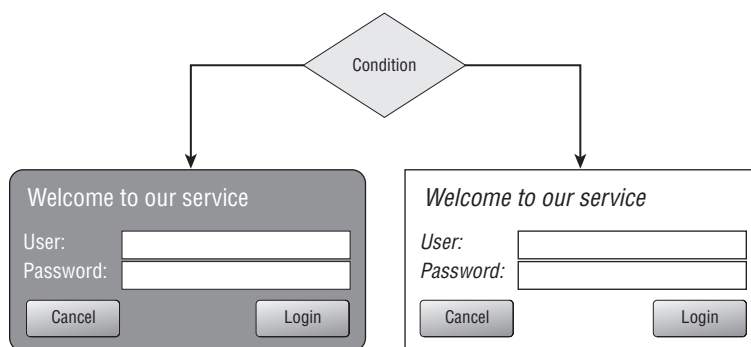 Condition
Welcome to our service
User:
Password:
Cancel Login
Welcome to our service
User:
Password:
Cancel Login